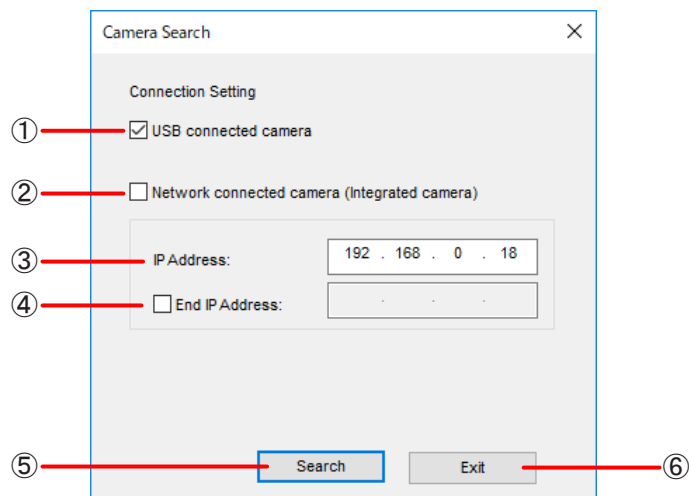 Camera Search
Connection Setting
① USB connected camera
② Network connected camera (Integrated camera)
③ IP Address: 192 . 168 . 0 . 18
④ End IP Address: . . .
⑤ Search Exit ⑥